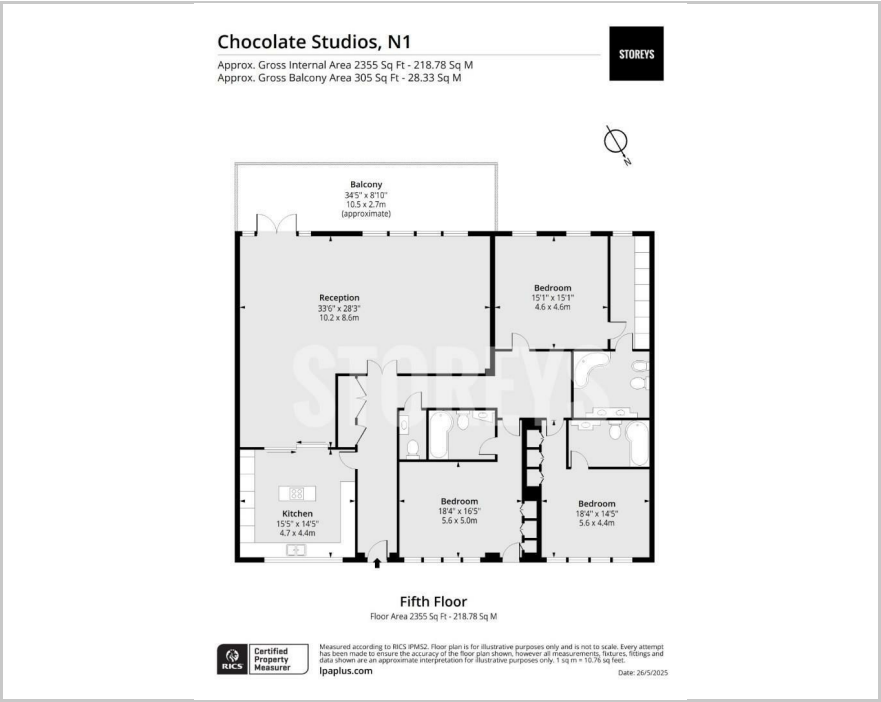 Chocolate Studios, N1
Approx. Gross Internal Area 2355 Sq Ft - 218.78 Sq M
Approx. Gross Balcony Area 305 Sq Ft - 28.33 Sq M
STOREYS
N
Balcony
34'5" x 8'10"
10.5 x 2.7m
(approximate)
Reception
33'6" x 28'3"
10.2 x 8.6m
Bedroom
15'1" x 15'1"
4.6 x 4.6m
STOREYS
Kitchen
15'5" x 14'5"
4.7 x 4.4m
Bedroom
18'4" x 16'5"
5.6 x 5.0m
Bedroom
18'4" x 14'5"
5.6 x 4.4m
Fifth Floor
Floor Area 2355 Sq Ft - 218.78 Sq M
RICS
Certified
Property
Measurer
Measured according to RICS IPMS2. Floor plan is for illustrative purposes only and is not to scale. Every attempt
has been made to ensure the accuracy of the floor plan shown, however all measurements, fixtures, fittings and
data shown are an approximate interpretation for illustrative purposes only. 1 sq m = 10.76 sq feet.
lpaplus.com
Date: 26/5/2025